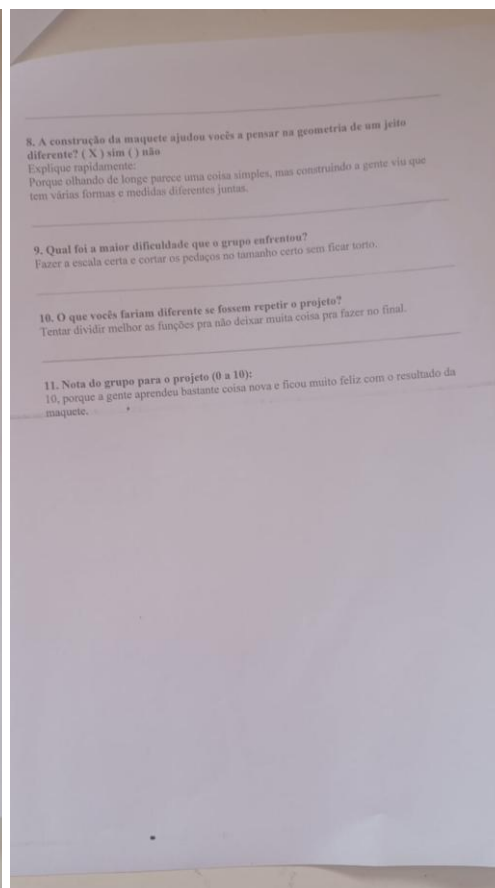 8. A construção da maquete ajudou vocês a pensar na geometria de um jeito
diferente? ( X ) sim ( ) não
Explique rapidamente:
Porque olhando de longe parece uma coisa simples, mas construindo a gente viu que
tem várias formas e medidas diferentes juntas.
9. Qual foi a maior dificuldade que o grupo enfrentou?
Fazer a escala certa e cortar os pedaços no tamanho certo sem ficar torto.
10. O que vocês fariam diferente se fossem repetir o projeto?
Tentar dividir melhor as funções pra não deixar muita coisa pra fazer no final.
11. Nota do grupo para o projeto (0 a 10):
10, porque a gente aprendeu bastante coisa nova e ficou muito feliz com o resultado da
maquete.